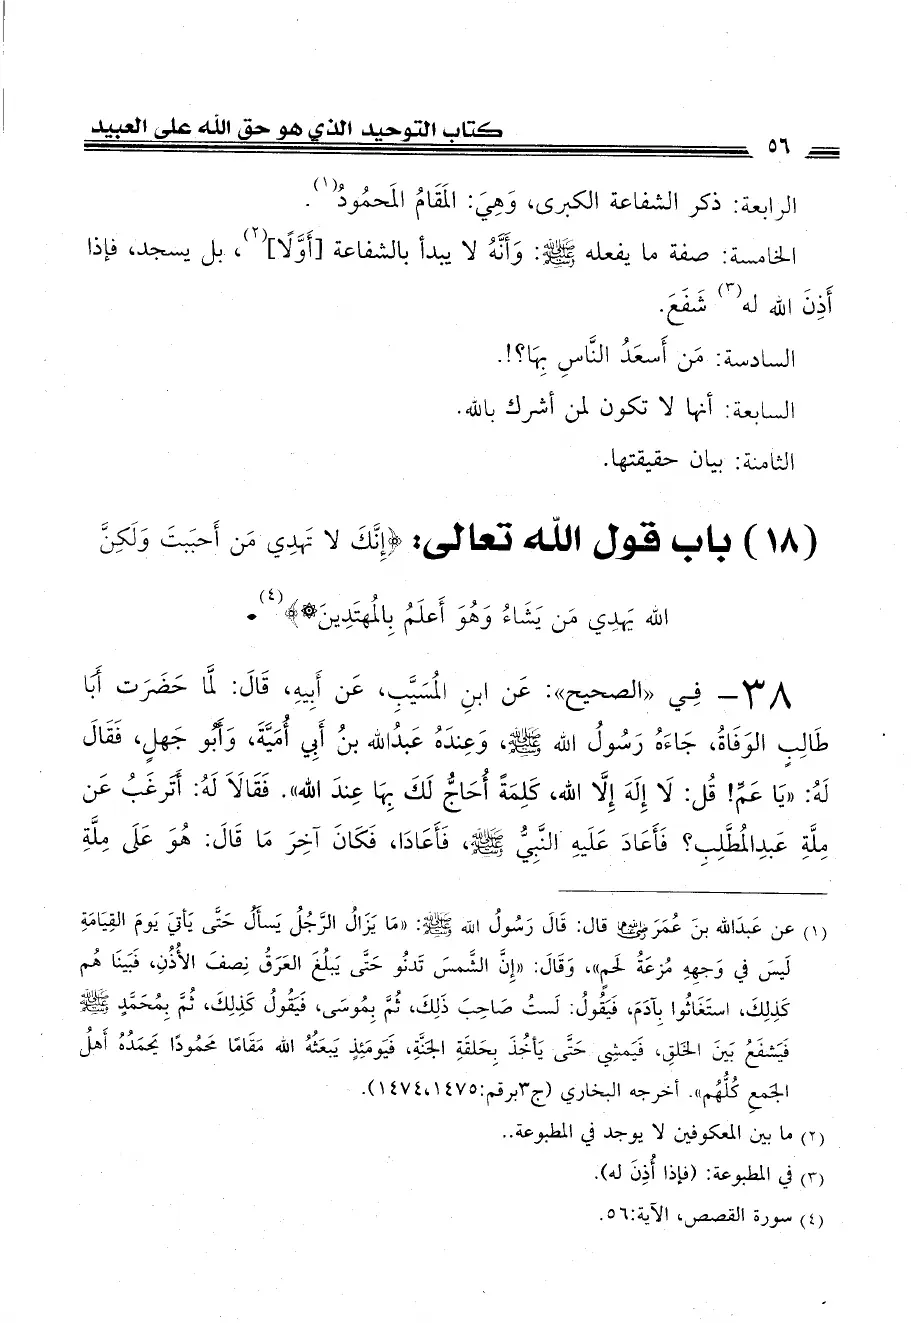 ٥٦ كتاب التوحيد الذي هو حق الله على العبيد
الرابعة: ذكر الشفاعة الكبرى، وَهِيَ: المَقَامُ المَحمُودُ(١).
الخامسة: صفة ما يفعله ﷺ: وَأَنَّهُ لا يبدأ بالشفاعة [أَوَّلًا](٢)، بل يسجد، فإذا
أَذِنَ الله له(٣) شَفَعَ.
السادسة: مَن أَسعَدُ النَّاسِ بِهَا؟!.
السابعة: أنها لا تكون لمن أشرك بالله.
الثامنة: بيان حقيقتها.
(١٨) باب قول الله تعالى: ﴿إِنَّكَ لا تَهدِي مَن أَحبَبتَ وَلَكِنَّ
الله يَهدِي مَن يَشَاءُ وَهُوَ أَعلَمُ بِالمُهتَدِينَ﴾(٤).
٣٨- فِي «الصحيح»: عَن ابنِ المُسَيَّبِ، عَن أَبِيهِ، قَالَ: لَمَّا حَضَرَت أَبَا
طَالِبٍ الوَفَاةُ، جَاءَهُ رَسُولُ الله ﷺ، وَعِندَهُ عَبدُالله بنُ أَبِي أُمَيَّةَ، وَأَبُو جَهلٍ، فَقَالَ
لَهُ: «يَا عَمِّ! قُل: لَا إِلَهَ إِلَّا الله، كَلِمَةً أُحَاجُّ لَكَ بِهَا عِندَ الله». فَقَالاَ لَهُ: أَتَرغَبُ عَن
مِلَّةِ عَبدِالمُطَّلِبِ؟ فَأَعَادَ عَلَيهِ النَّبِيُّ ﷺ، فَأَعَادَا، فَكَانَ آخِرَ مَا قَالَ: هُوَ عَلَى مِلَّةِ
(١) عن عبدَالله بنَ عُمَرَ رضي الله عنهما قال: قَالَ رَسُولُ الله ﷺ: «مَا يَزَالُ الرَّجُلُ يَسأَلُ حَتَّى يَأتِيَ يَومَ القِيَامَةِ
لَيسَ فِي وَجهِهِ مُزعَةُ لَحمٍ»، وَقَالَ: «إِنَّ الشَّمسَ تَدنُو حَتَّى يَبلُغَ العَرَقُ نِصفَ الأُذُنِ، فَبَينَا هُم
كَذلِكَ، استَغَاثُوا بِآدَمَ، فَيَقُولُ: لَستُ صَاحِبَ ذَلِكَ، ثُمَّ بِمُوسَى، فَيَقُولُ كَذَلِكَ، ثُمَّ بِمُحَمَّدٍ ﷺ
فَيَشفَعُ بَينَ الخَلقِ، فَيَمشِي حَتَّى يَأخُذَ بِحَلقَةِ الجَنَّةِ، فَيَومَئِذٍ يَبعَثُهُ الله مَقَامًا مَحمُودًا يَحمَدُهُ أَهلُ
الجَمعِ كُلُّهُم». أخرجه البخاري (ج٣برقم:١٤٧٤،١٤٧٥).
(٢) ما بين المعكوفين لا يوجد في المطبوعة..
(٣) في المطبوعة: (فإذا أُذِنَ له).
(٤) سورة القصص، الآية:٥٦.